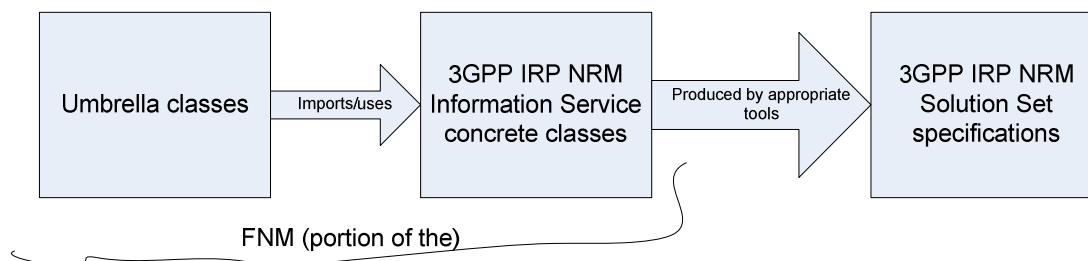 Umbrella classes
Imports/uses
3GPP IRP NRM
Information Service
concrete classes
Produced by appropriate
tools
3GPP IRP NRM
Solution Set
specifications
FNM (portion of the)